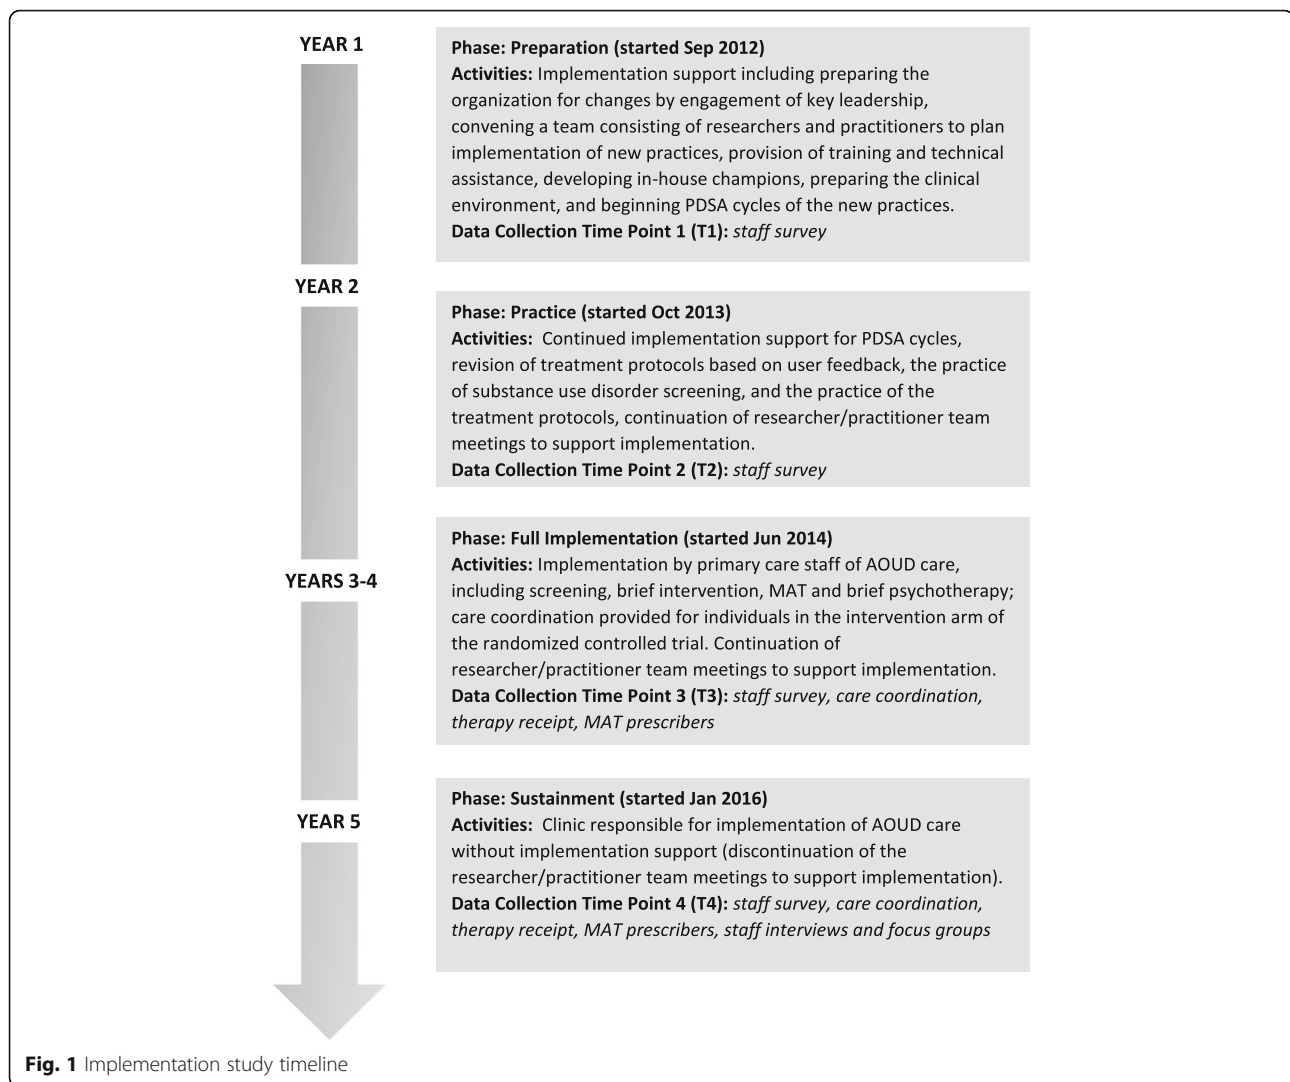 YEAR 1
Phase: Preparation (started Sep 2012)
Activities: Implementation support including preparing the
organization for changes by engagement of key leadership,
convening a team consisting of researchers and practitioners to plan
implementation of new practices, provision of training and technical
assistance, developing in-house champions, preparing the clinical
environment, and beginning PDSA cycles of the new practices.
Data Collection Time Point 1 (T1): staff survey
YEAR 2
Phase: Practice (started Oct 2013)
Activities: Continued implementation support for PDSA cycles,
revision of treatment protocols based on user feedback, the practice
of substance use disorder screening, and the practice of the
treatment protocols, continuation of researcher/practitioner team
meetings to support implementation.
Data Collection Time Point 2 (T2): staff survey
YEARS 3-4
Phase: Full Implementation (started Jun 2014)
Activities: Implementation by primary care staff of AOUD care,
including screening, brief intervention, MAT and brief psychotherapy;
care coordination provided for individuals in the intervention arm of
the randomized controlled trial. Continuation of
researcher/practitioner team meetings to support implementation.
Data Collection Time Point 3 (T3): staff survey, care coordination,
therapy receipt, MAT prescribers
YEAR 5
Phase: Sustainment (started Jan 2016)
Activities: Clinic responsible for implementation of AOUD care
without implementation support (discontinuation of the
researcher/practitioner team meetings to support implementation).
Data Collection Time Point 4 (T4): staff survey, care coordination,
therapy receipt, MAT prescribers, staff interviews and focus groups
Fig. 1 Implementation study timeline